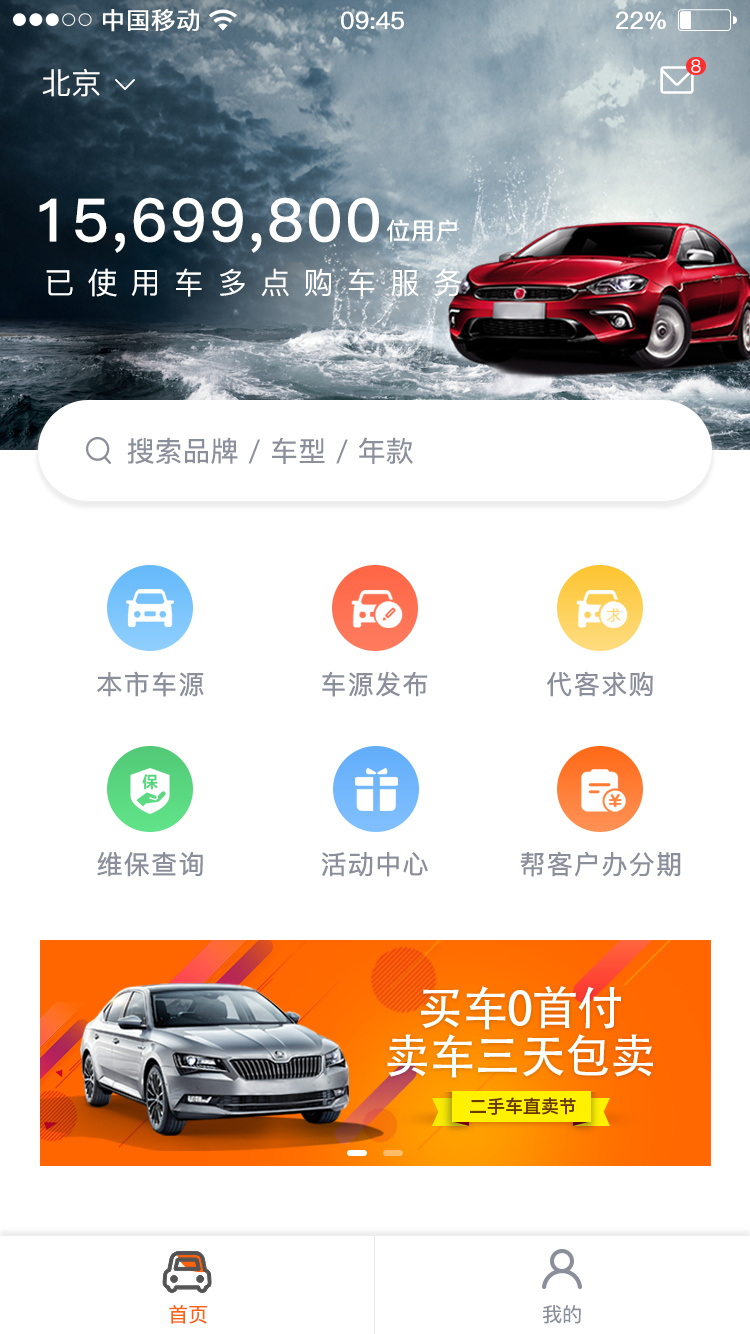 中国移动 09:45 22%
北京 8
15,699,800位用户
已使用车多点购车服务
搜索品牌 / 车型 / 年款
求
本市车源 车源发布 代客求购
保
¥
维保查询 活动中心 帮客户办分期
买车0首付
卖车三天包卖
二手车直卖节
首页 我的